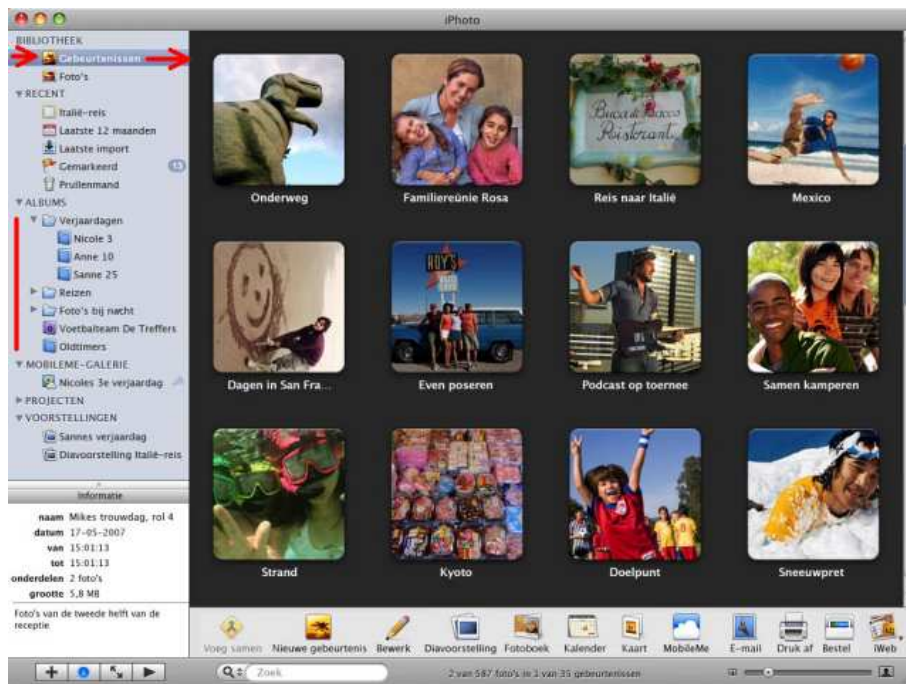 iPhoto
BIBLIOTHEEK
Gebeurtenissen
Foto's
RECENT
Italië-reis
Laatste 12 maanden
Laatste import
Gemarkeerd 13
Prullenmand
ALBUMS
Verjaardagen
Nicole 3
Anne 10
Sanne 25
Reizen
Foto's bij nacht
Voetbalteam De Treffers
Oldtimers
MOBILEME-GALERIE
Nicoles 3e verjaardag
PROJECTEN
VOORSTELLINGEN
Sannes verjaardag
Diavoorstelling Italië-reis
Informatie
naam Mikes trouwdag, rol 4
datum 17-05-2007
van 15:01:13
tot 15:01:13
onderdelen 2 foto's
grootte 5,8 MB
Foto's van de tweede helft van de
receptie
Buca di Bacco
Ristorante
Onderweg Familiereünie Rosa Reis naar Italië Mexico
ROY'S
Dagen in San Fra... Even poseren Podcast op toernee Samen kamperen
Strand Kyoto Doelpunt Sneeuwpret
Voeg samen Nieuwe gebeurtenis Bewerk Diavoorstelling Fotoboek Kalender Kaart MobileMe E-mail Druk af Bestel iWeb
Zoek 2 van 587 foto's in 1 van 35 gebeurtenissen